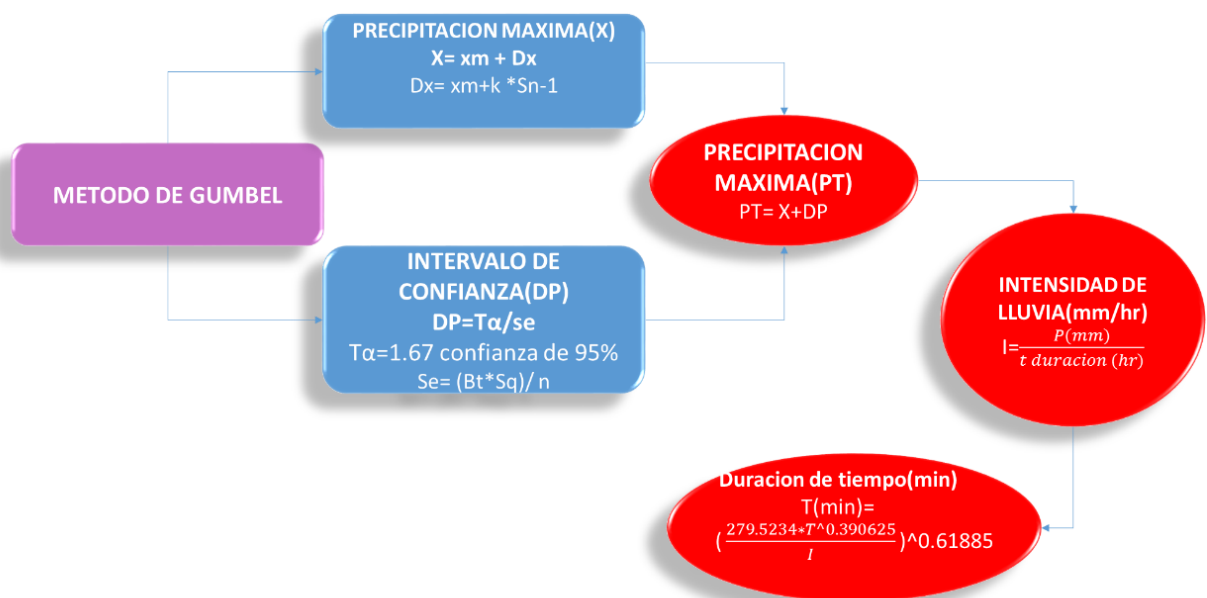 METODO DE GUMBEL
PRECIPITACION MAXIMA(X)
X= xm + Dx
Dx= xm+k *Sn-1
INTERVALO DE
CONFIANZA(DP)
DP=Tα/se
Tα=1.67 confianza de 95%
Se= (Bt*Sq)/ n
PRECIPITACION
MAXIMA(PT)
PT= X+DP
INTENSIDAD DE
LLUVIA(mm/hr)
I=P(mm)/t duracion (hr)
Duracion de tiempo(min)
T(min)=
(279.5234*T^0.390625/I)^0.61885